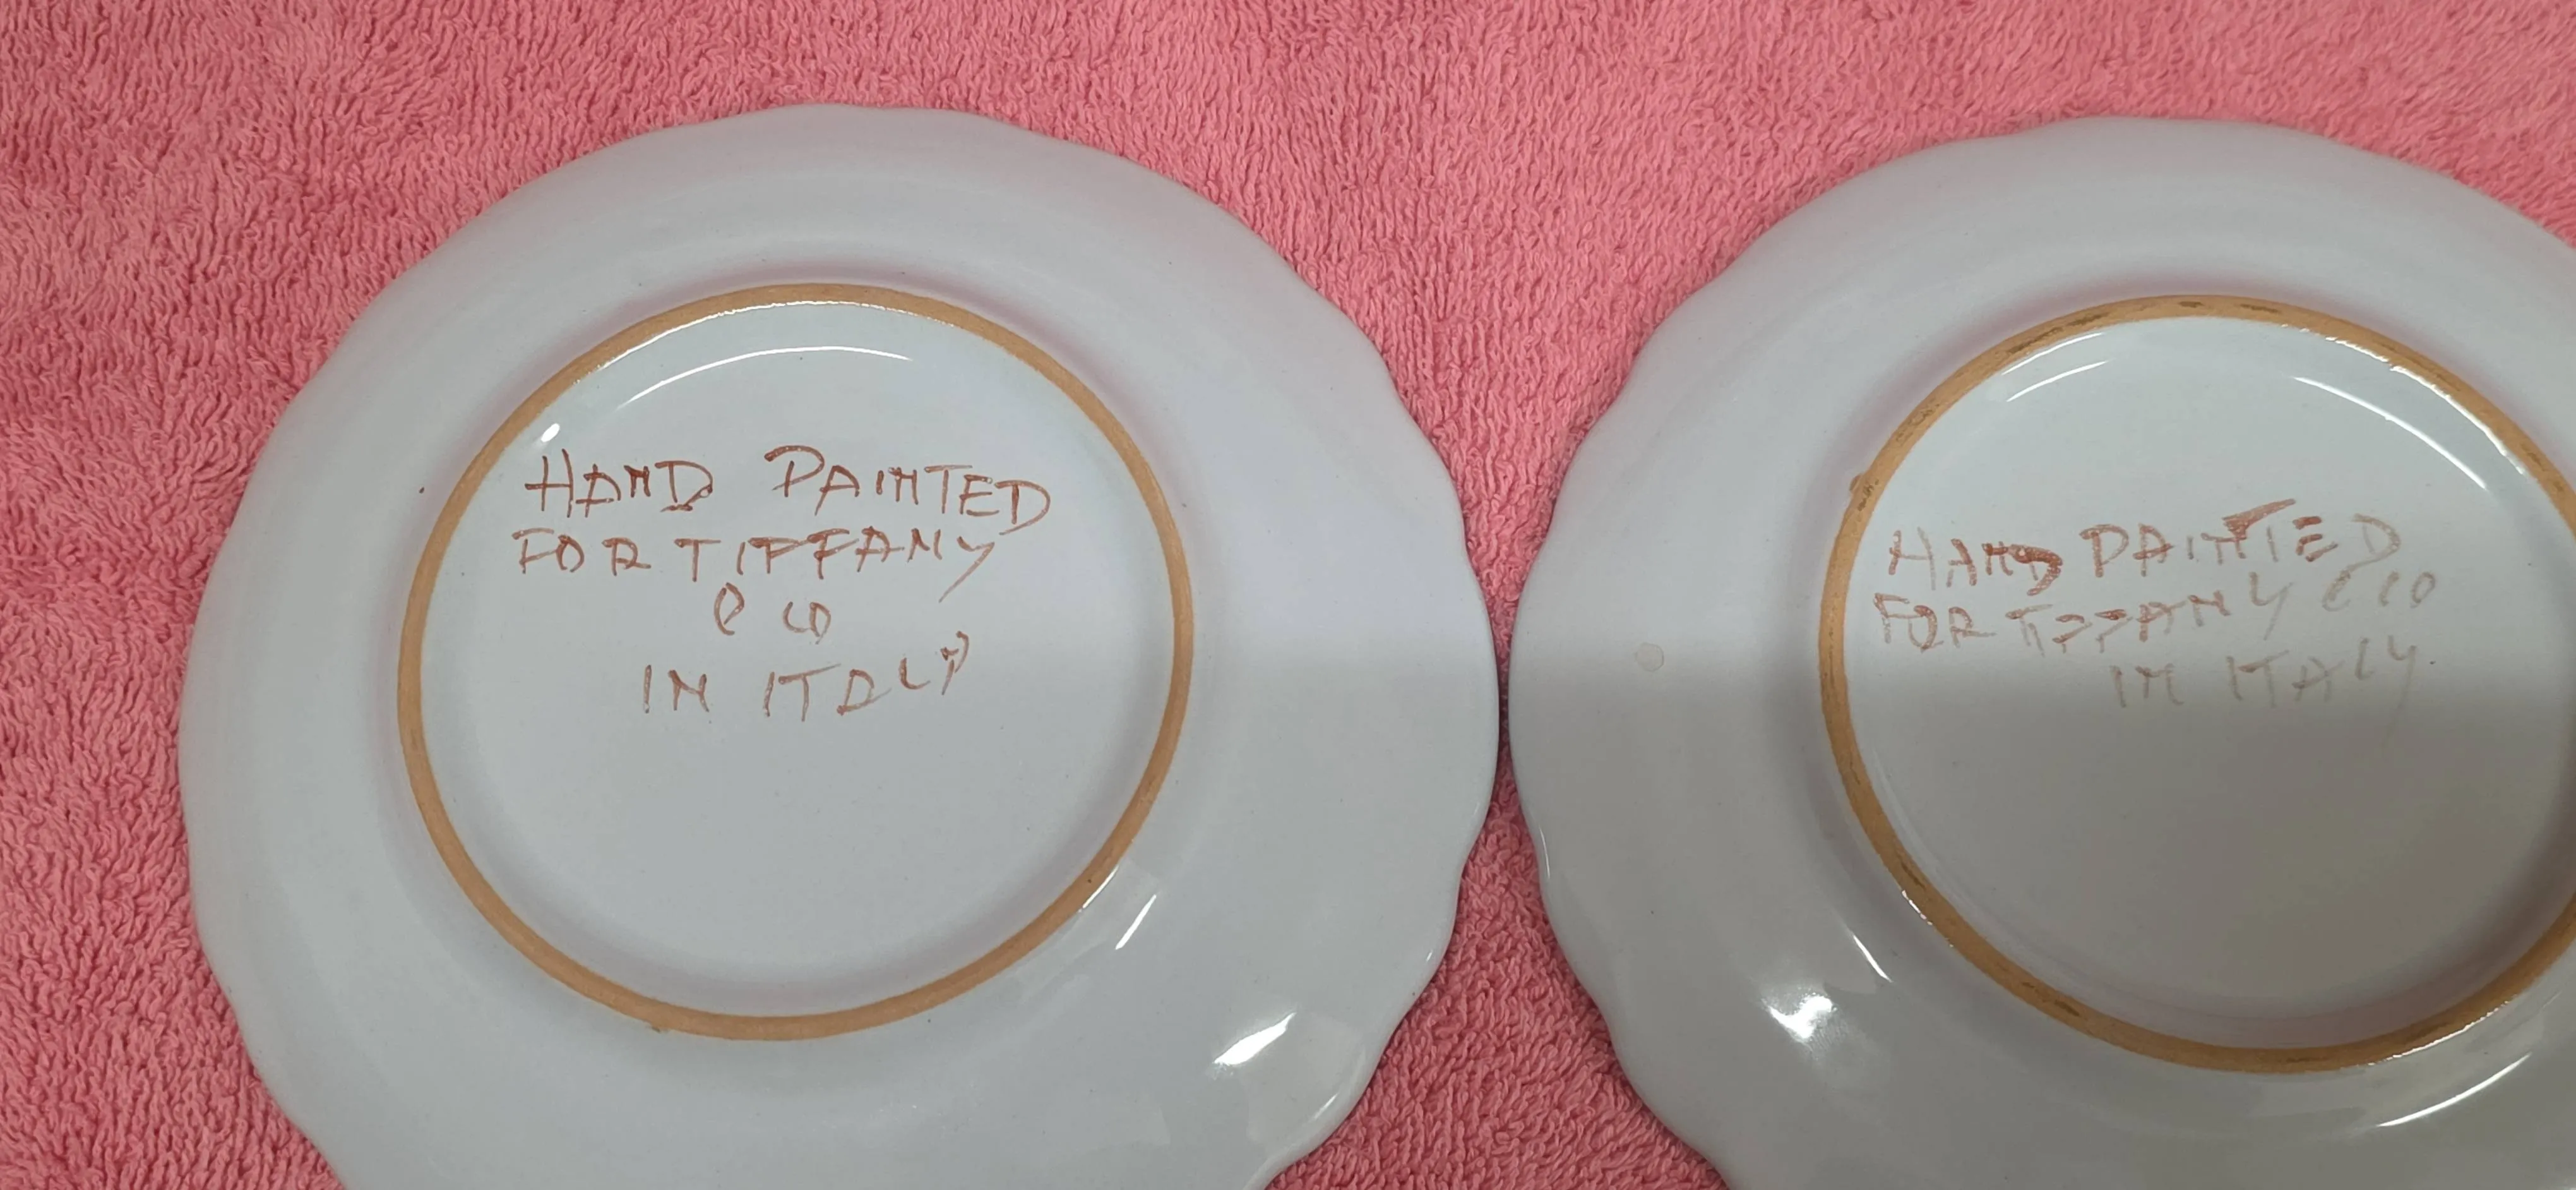 HAND PAINTED
FOR TIFFANY
e CO
IN ITALY
HAND PAINTED
FOR TIFFANY e CO
IN ITALY